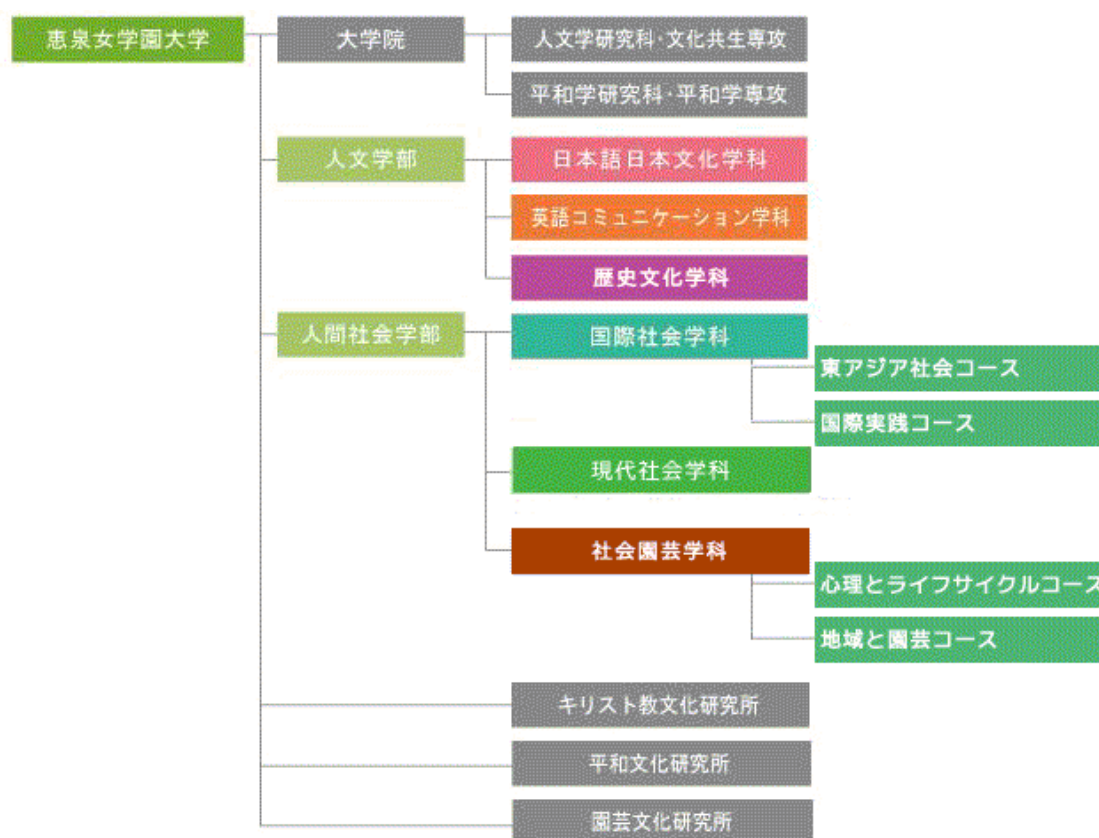 恵泉女学園大学
大学院
人文学研究科・文化共生専攻
平和学研究科・平和学専攻
人文学部
日本語日本文化学科
英語コミュニケーション学科
歴史文化学科
人間社会学部
国際社会学科
東アジア社会コース
国際実践コース
現代社会学科
社会園芸学科
心理とライフサイクルコース
地域と園芸コース
キリスト教文化研究所
平和文化研究所
園芸文化研究所